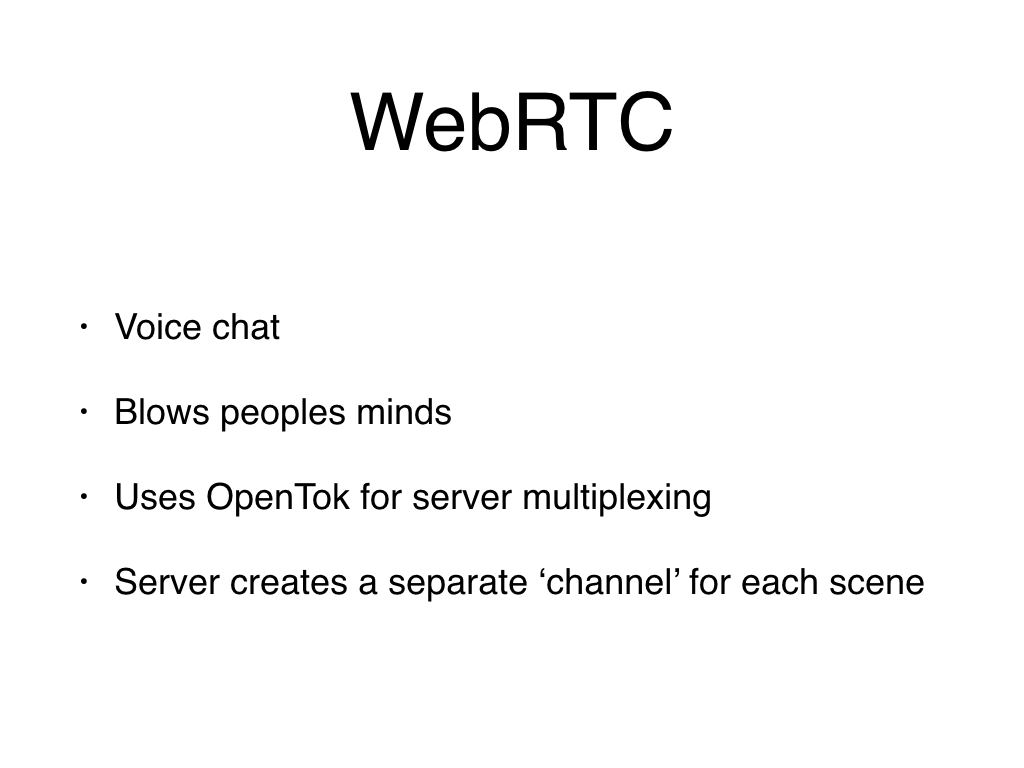 WebRTC
• Voice chat
• Blows peoples minds
• Uses OpenTok for server multiplexing
• Server creates a separate ‘channel’ for each scene